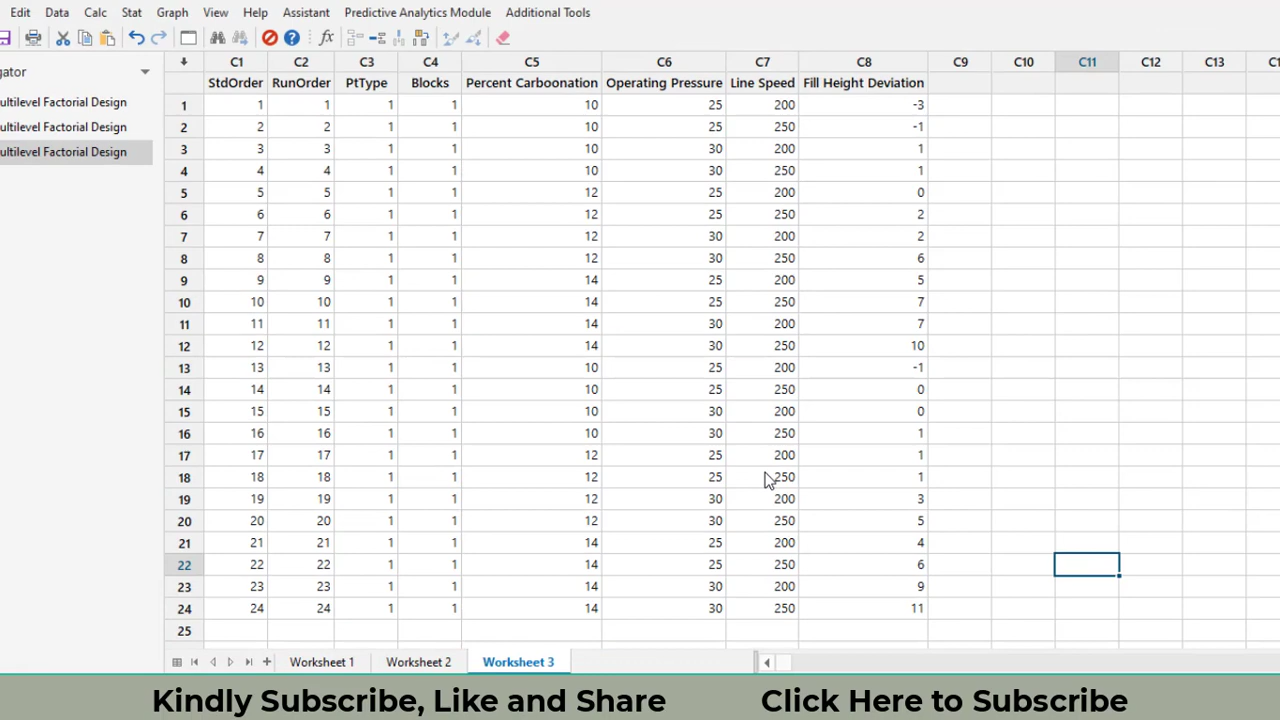 Edit Data Calc Stat Graph View Help Assistant Predictive Analytics Module Additional Tools
C1 C2 C3 C4 C5 C6 C7 C8 C9 C10 C11 C12 C13 C1
gator StdOrder RunOrder PtType Blocks Percent Carboonation Operating Pressure Line Speed Fill Height Deviation
ultilevel Factorial Design
ultilevel Factorial Design
ultilevel Factorial Design
1 1 1 1 1 10 25 200 -3
2 2 2 1 1 10 25 250 -1
3 3 3 1 1 10 30 200 1
4 4 4 1 1 10 30 250 1
5 5 5 1 1 12 25 200 0
6 6 6 1 1 12 25 250 2
7 7 7 1 1 12 30 200 2
8 8 8 1 1 12 30 250 6
9 9 9 1 1 14 25 200 5
10 10 10 1 1 14 25 250 7
11 11 11 1 1 14 30 200 7
12 12 12 1 1 14 30 250 10
13 13 13 1 1 10 25 200 -1
14 14 14 1 1 10 25 250 0
15 15 15 1 1 10 30 200 0
16 16 16 1 1 10 30 250 1
17 17 17 1 1 12 25 200 1
18 18 18 1 1 12 25 250 1
19 19 19 1 1 12 30 200 3
20 20 20 1 1 12 30 250 5
21 21 21 1 1 14 25 200 4
22 22 22 1 1 14 25 250 6
23 23 23 1 1 14 30 200 9
24 24 24 1 1 14 30 250 11
25
Worksheet 1 Worksheet 2 Worksheet 3
Kindly Subscribe, Like and Share Click Here to Subscribe